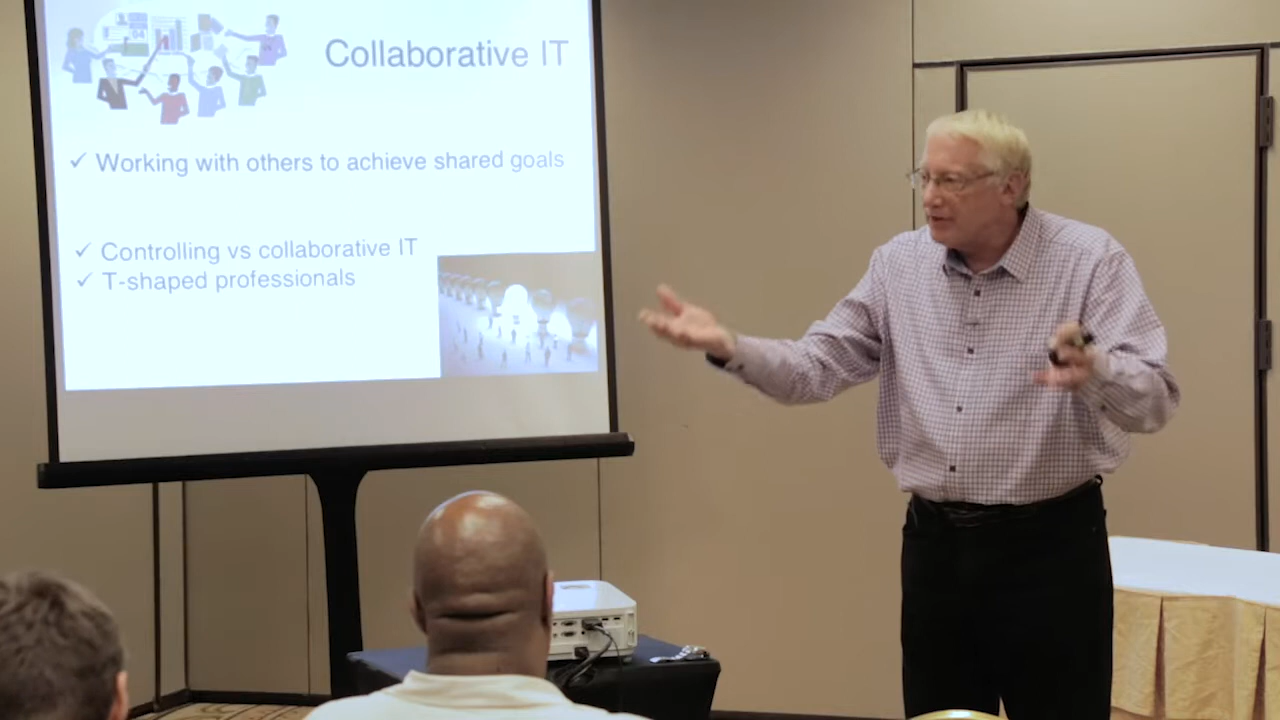 Collaborative IT
✓ Working with others to achieve shared goals
✓ Controlling vs collaborative IT
✓ T-shaped professionals